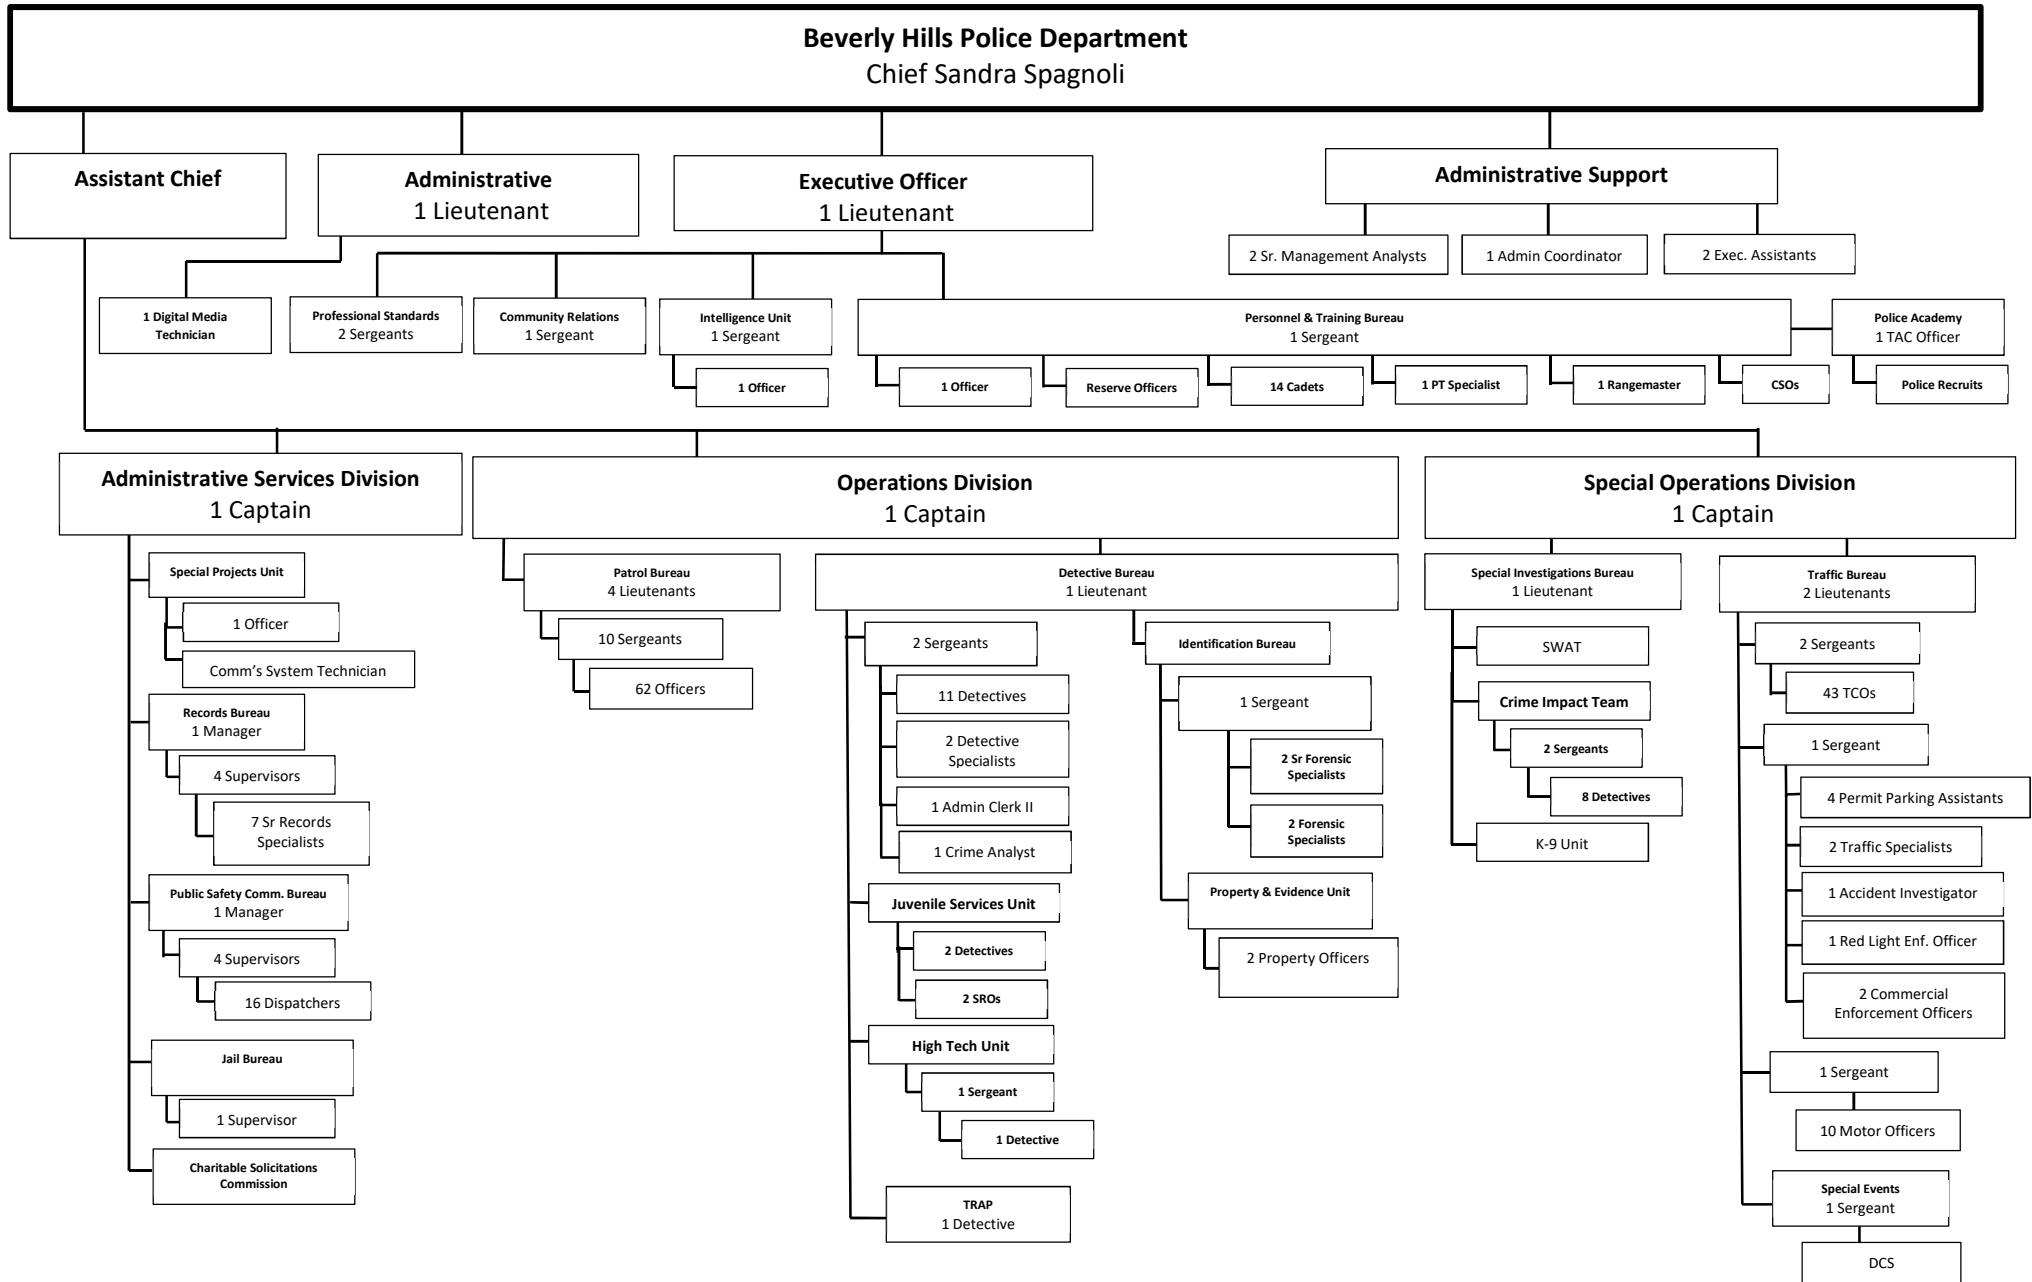 Beverly Hills Police Department
Chief Sandra Spagnoli
Assistant Chief
Administrative
1 Lieutenant
Executive Officer
1 Lieutenant
Administrative Support
2 Sr. Management Analysts
1 Admin Coordinator
2 Exec. Assistants
1 Digital Media
Technician
Professional Standards
2 Sergeants
Community Relations
1 Sergeant
Intelligence Unit
1 Sergeant
1 Officer
Personnel & Training Bureau
1 Sergeant
1 Officer
Reserve Officers
14 Cadets
1 PT Specialist
1 Rangemaster
CSOs
Police Academy
1 TAC Officer
Police Recruits
Administrative Services Division
1 Captain
Special Projects Unit
1 Officer
Comm's System Technician
Records Bureau
1 Manager
4 Supervisors
7 Sr Records
Specialists
Public Safety Comm. Bureau
1 Manager
4 Supervisors
16 Dispatchers
Jail Bureau
1 Supervisor
Charitable Solicitations
Commission
Operations Division
1 Captain
Patrol Bureau
4 Lieutenants
10 Sergeants
62 Officers
Detective Bureau
1 Lieutenant
2 Sergeants
11 Detectives
2 Detective
Specialists
1 Admin Clerk II
1 Crime Analyst
Juvenile Services Unit
2 Detectives
2 SROs
High Tech Unit
1 Sergeant
1 Detective
TRAP
1 Detective
Identification Bureau
1 Sergeant
2 Sr Forensic
Specialists
2 Forensic
Specialists
Property & Evidence Unit
2 Property Officers
Special Operations Division
1 Captain
Special Investigations Bureau
1 Lieutenant
SWAT
Crime Impact Team
2 Sergeants
8 Detectives
K-9 Unit
Traffic Bureau
2 Lieutenants
2 Sergeants
43 TCOs
1 Sergeant
4 Permit Parking Assistants
2 Traffic Specialists
1 Accident Investigator
1 Red Light Enf. Officer
2 Commercial
Enforcement Officers
1 Sergeant
10 Motor Officers
Special Events
1 Sergeant
DCS